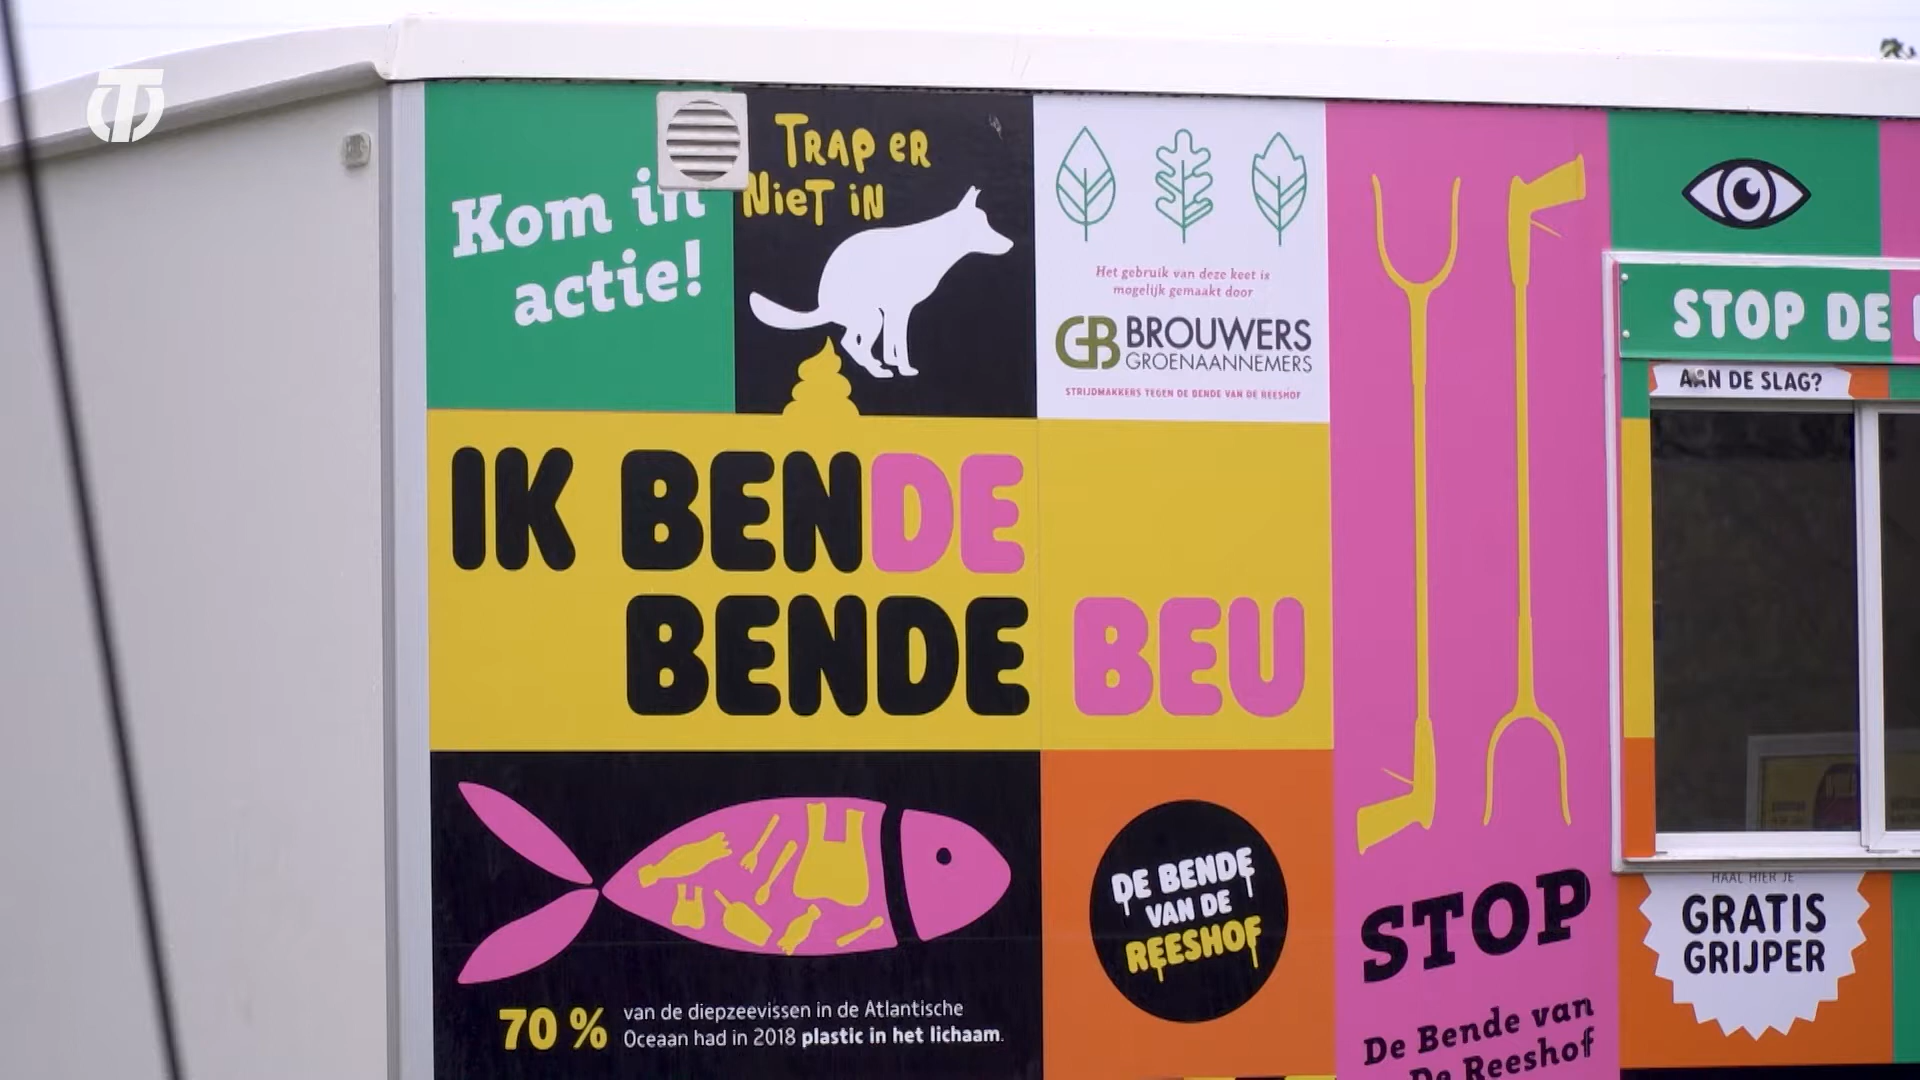 Kom in
actie!
TRAP ER
NIET IN
Het gebruik van deze keet is
mogelijk gemaakt door
GB BROUWERS
GROENAANNEMERS
STRIJDMAKKERS TEGEN DE BENDE VAN DE REESHOF
IK BENDE
BENDE BEU
70 % van de diepzeevissen in de Atlantische
Oceaan had in 2018 plastic in het lichaam.
DE BENDE
VAN DE
REESHOF
STOP
De Bende van
De Reeshof
STOP DE
AAN DE SLAG?
HAAL HIER JE
GRATIS
GRIJPER